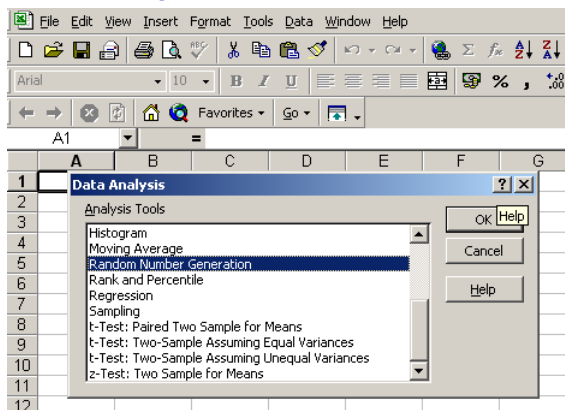 File Edit View Insert Format Tools Data Window Help
ABC Σ fx A Z Z A
Arial 10 B I U a % , .00
Favorites Go
A1 =
A B C D E F G
1 Data Analysis ? X
2 Analysis Tools
3 OK Help
Histogram
4 Moving Average Cancel
5 Random Number Generation
6 Rank and Percentile Help
7 Regression
Sampling
8 t-Test: Paired Two Sample for Means
9 t-Test: Two-Sample Assuming Equal Variances
10 t-Test: Two-Sample Assuming Unequal Variances
z-Test: Two Sample for Means
11
12